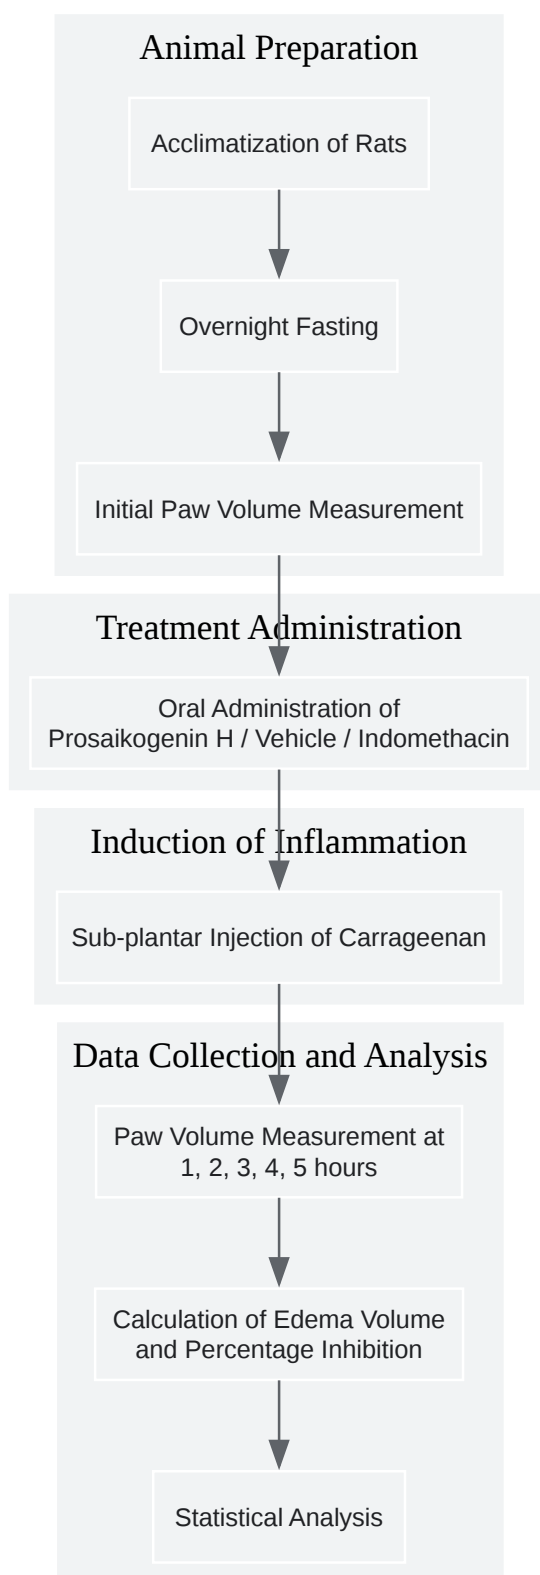 Animal Preparation
Acclimatization of Rats
Overnight Fasting
Initial Paw Volume Measurement
Treatment Administration
Oral Administration of
Prosaikogenin H / Vehicle / Indomethacin
Induction of Inflammation
Sub-plantar Injection of Carrageenan
Data Collection and Analysis
Paw Volume Measurement at
1, 2, 3, 4, 5 hours
Calculation of Edema Volume
and Percentage Inhibition
Statistical Analysis